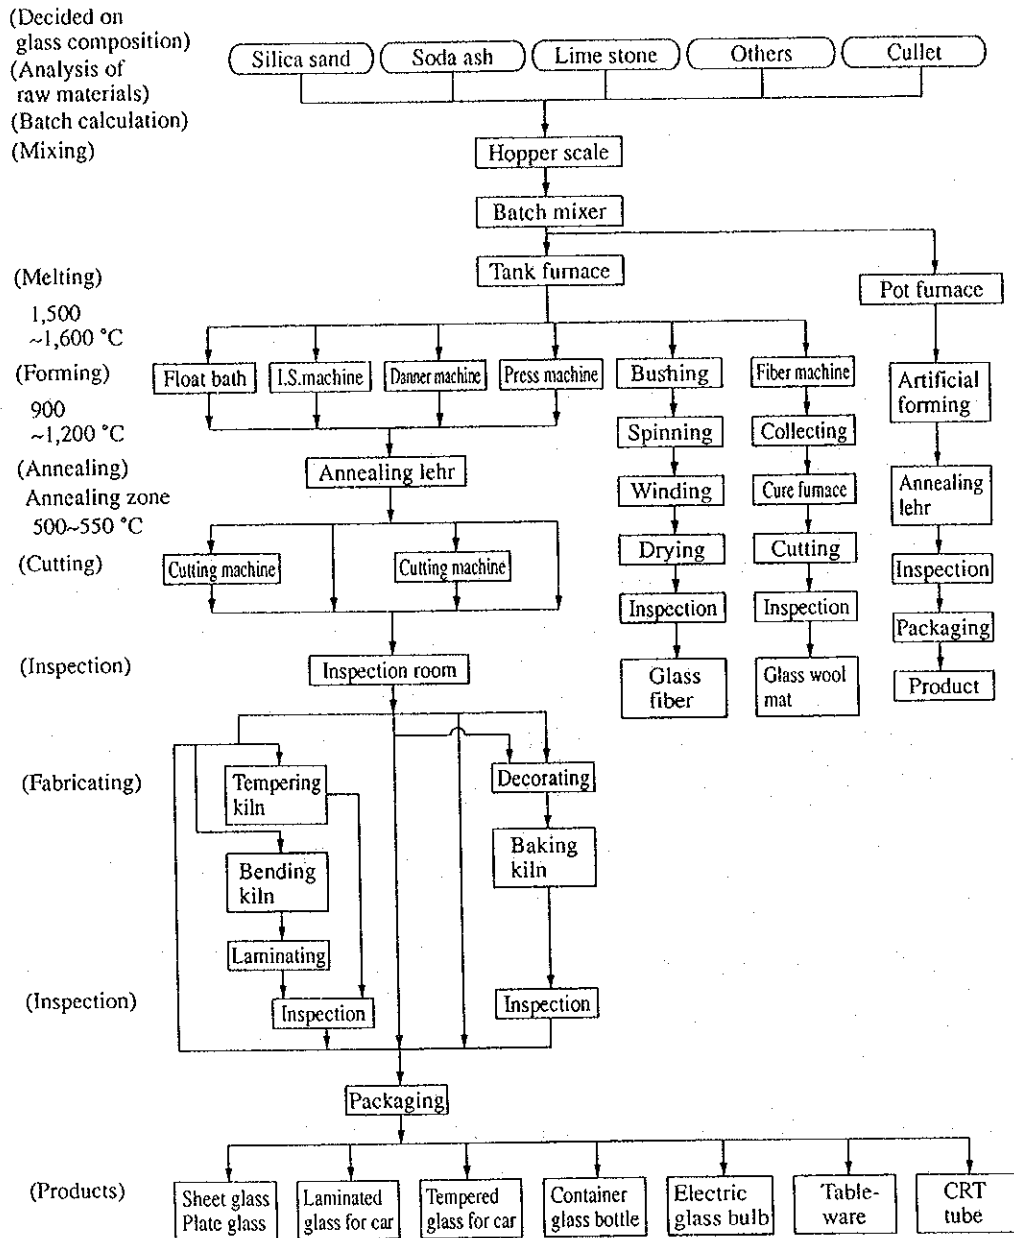 (Decided on
glass composition)
(Analysis of
raw materials)
(Batch calculation)
(Mixing)
Silica sand
Soda ash
Lime stone
Others
Cullet
Hopper scale
Batch mixer
(Melting)
1,500
~1,600 °C
Tank furnace
Pot furnace
(Forming)
900
~1,200 °C
Float bath
I.S.machine
Danner machine
Press machine
Bushing
Fiber machine
Artificial
forming
Spinning
Collecting
(Annealing)
Annealing zone
500~550 °C
Annealing lehr
Winding
Cure furnace
Annealing
lehr
(Cutting)
Cutting machine
Cutting machine
Drying
Cutting
Inspection
Inspection
Inspection
Packaging
(Inspection)
Inspection room
Glass
fiber
Glass wool
mat
Product
(Fabricating)
Tempering
kiln
Decorating
Bending
kiln
Baking
kiln
Laminating
(Inspection)
Inspection
Inspection
Packaging
(Products)
Sheet glass
Plate glass
Laminated
glass for car
Tempered
glass for car
Container
glass bottle
Electric
glass bulb
Table-
ware
CRT
tube